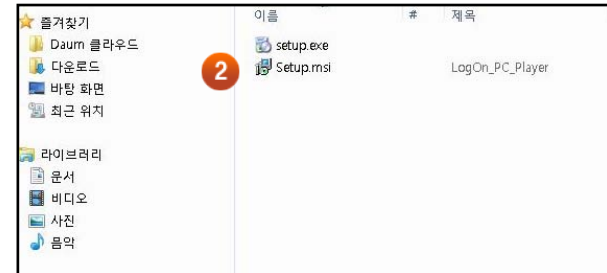 즐겨찾기
Daum 클라우드
다운로드
바탕 화면
최근 위치
라이브러리
문서
비디오
사진
음악
이름 # 제목
setup.exe
2 Setup.msi LogOn_PC_Player